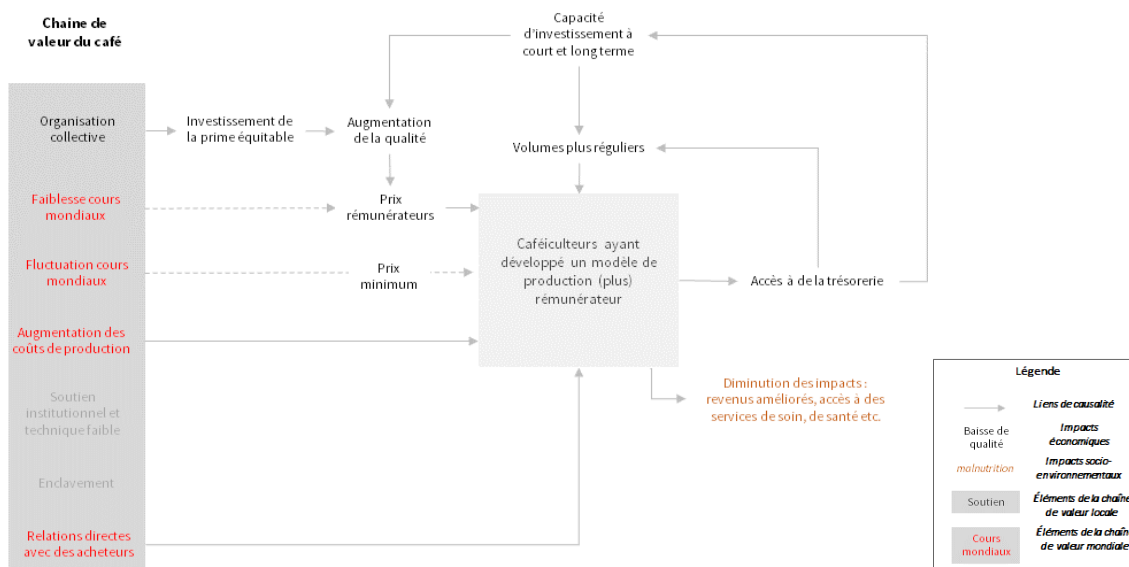 Chaine de
valeur du café
Capacité
d'investissement à
court et long terme
Organisation
collective
Investissement de
la prime équitable
Augmentation
de la qualité
Volumes plus réguliers
Faiblesse cours
mondiaux
Prix
rémunérateurs
Caféiculteurs ayant
développé un modèle de
production (plus)
rémunérateur
Fluctuation cours
mondiaux
Prix
minimum
Accès à de la trésorerie
Augmentation des
coûts de production
Diminution des impacts :
revenus améliorés, accès à des
services de soin, de santé etc.
Soutien
institutionnel et
technique faible
Enclavement
Relations directes
avec des acheteurs
Légende
Liens de causalité
Baisse de
qualité
Impacts
économiques
malnutrition
Impacts socio-
environnementaux
Soutien
Éléments de la chaîne
de valeur locale
Cours
mondiaux
Éléments de la chaîne
de valeur mondiale